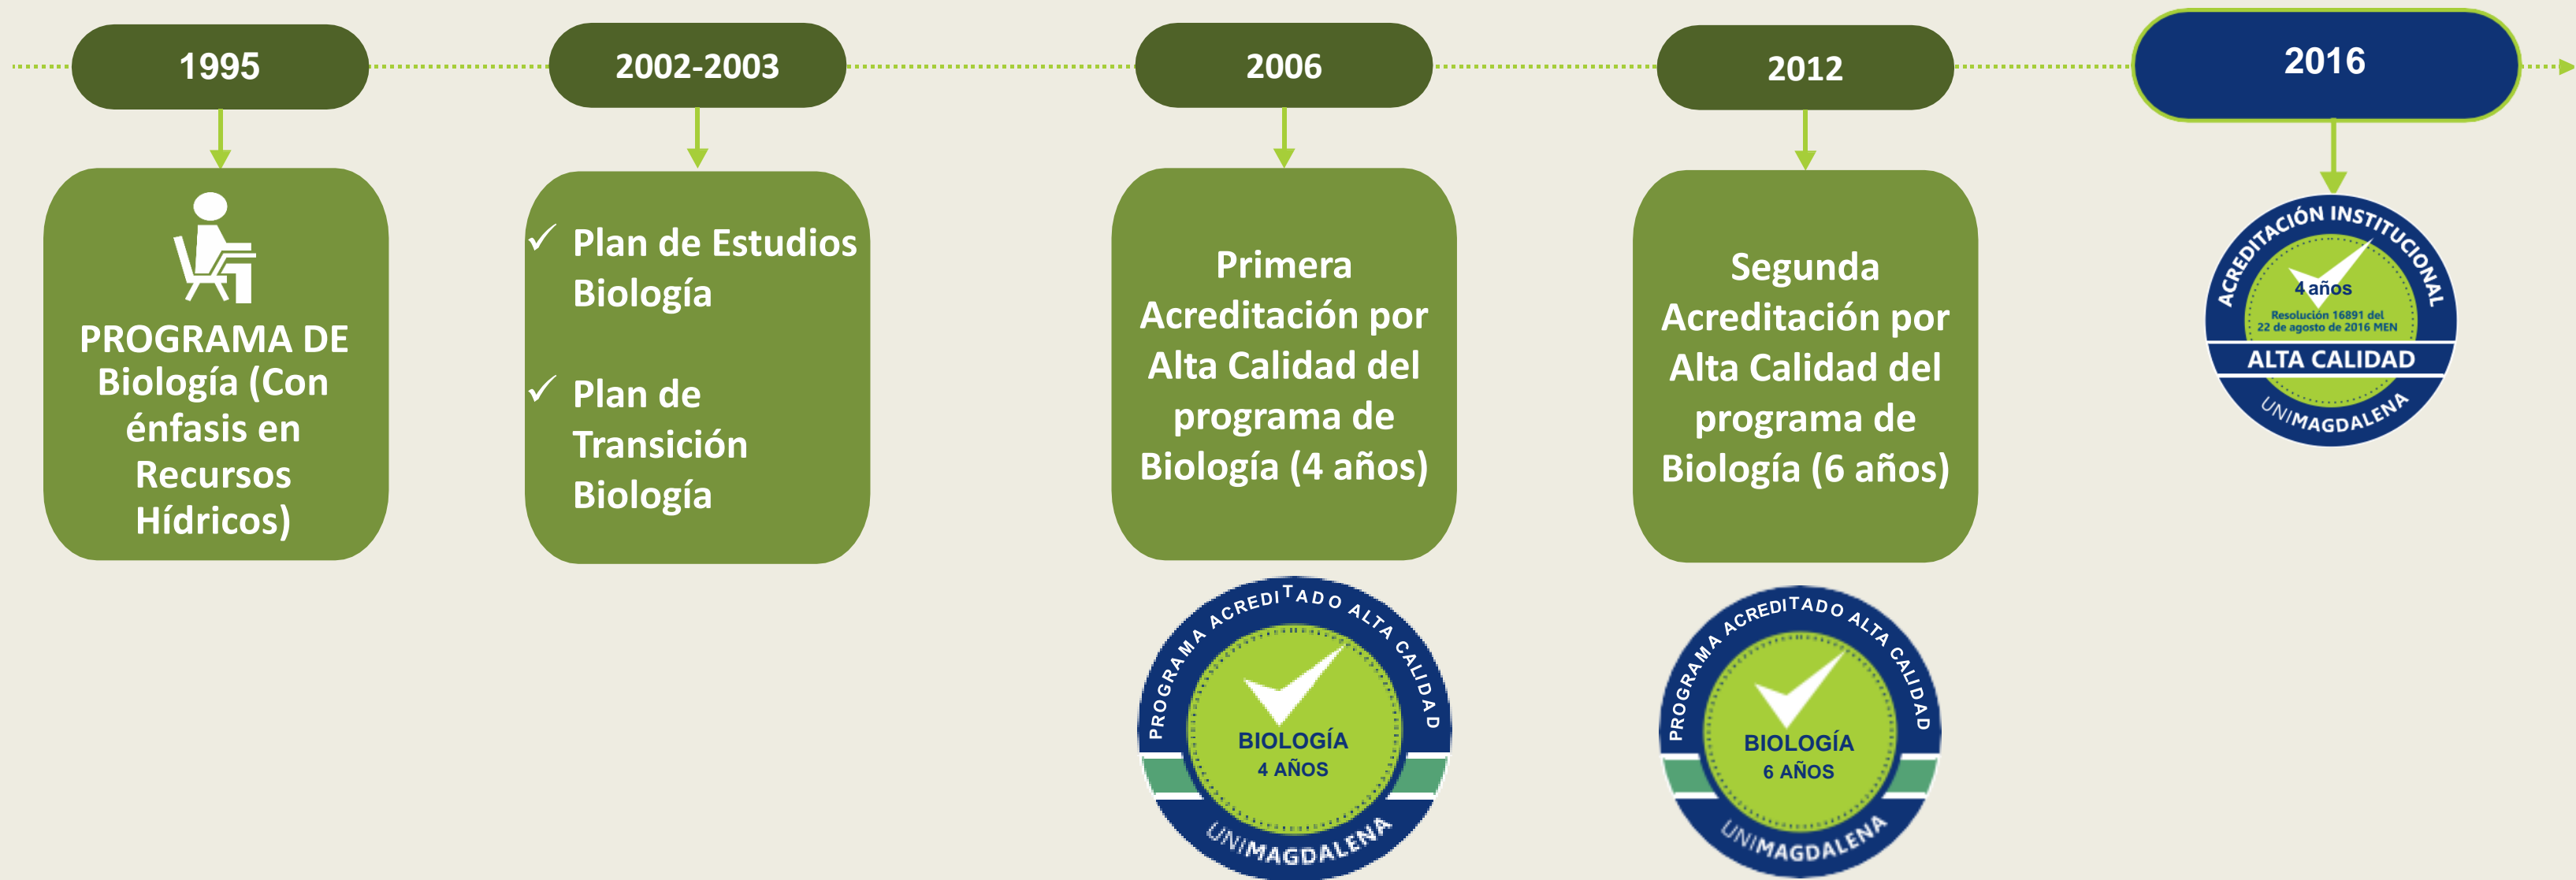 1995
PROGRAMA DE
Biología (Con
énfasis en
Recursos
Hídricos)
2002-2003
✓ Plan de Estudios
Biología
✓ Plan de
Transición
Biología
2006
Primera
Acreditación por
Alta Calidad del
programa de
Biología (4 años)
PROGRAMA ACREDITADO ALTA CALIDAD
BIOLOGÍA
4 AÑOS
UNIMAGDALENA
2012
Segunda
Acreditación por
Alta Calidad del
programa de
Biología (6 años)
PROGRAMA ACREDITADO ALTA CALIDAD
BIOLOGÍA
6 AÑOS
UNIMAGDALENA
2016
ACREDITACIÓN INSTITUCIONAL
4 años
Resolución 16891 del
22 de agosto de 2016 MEN
ALTA CALIDAD
UNIMAGDALENA